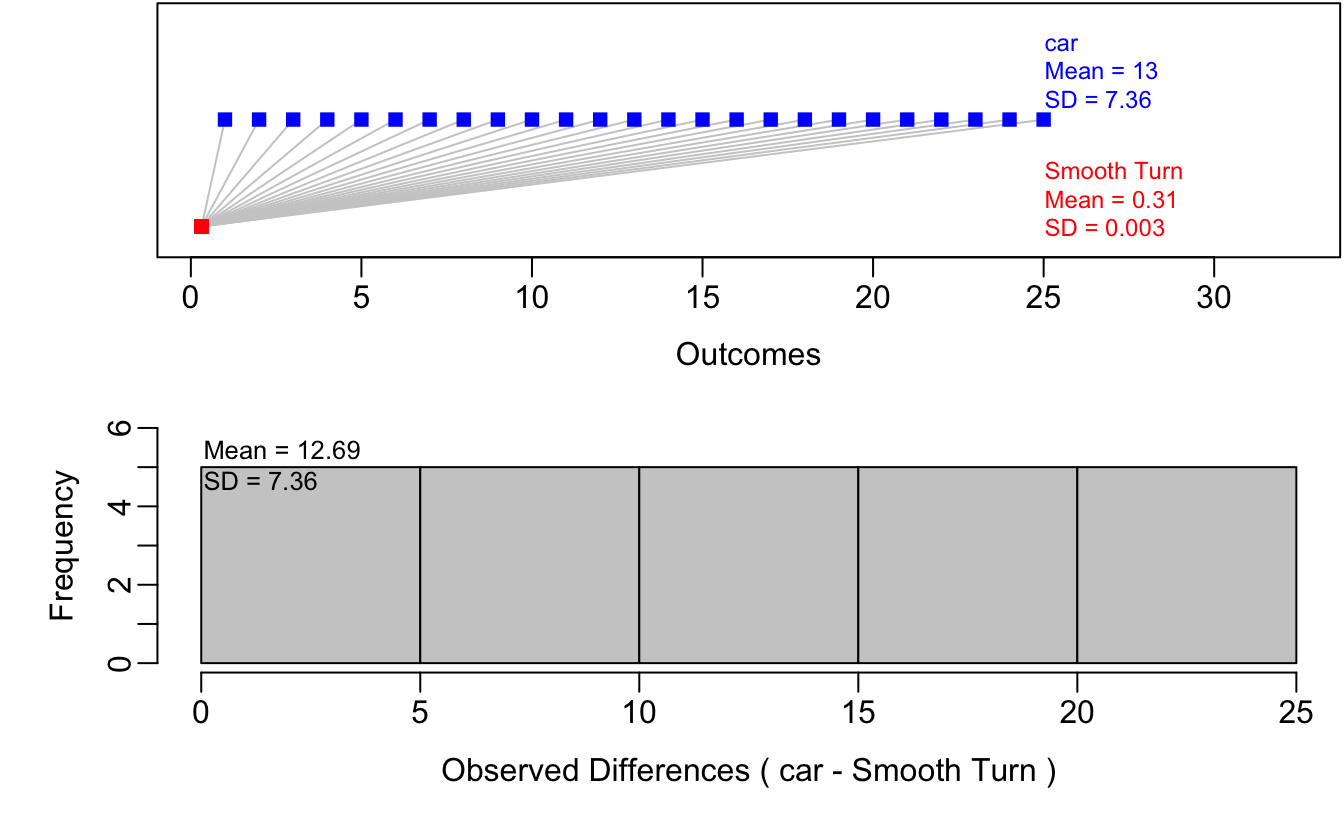 car
Mean = 13
SD = 7.36
Smooth Turn
Mean = 0.31
SD = 0.003
0 5 10 15 20 25 30
Outcomes
6
4
2
0
Frequency
Mean = 12.69
SD = 7.36
0 5 10 15 20 25
Observed Differences ( car - Smooth Turn )